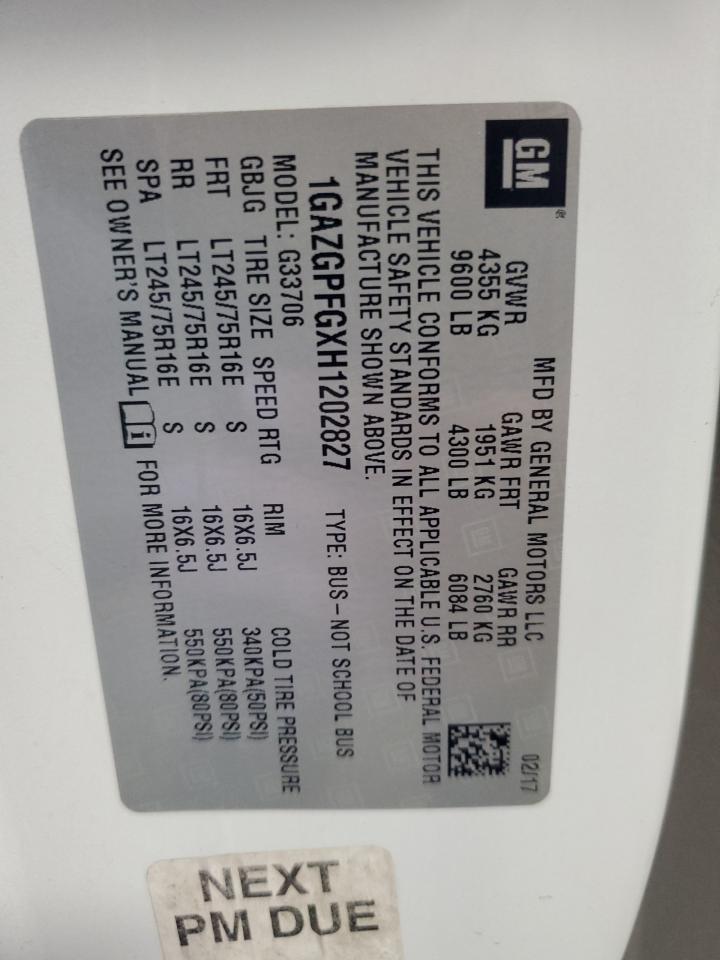 GM
MFD BY GENERAL MOTORS LLC 02/17
GVWR GAWR FRT GAWR RR
4355 KG 1951 KG 2760 KG
9600 LB 4300 LB 6084 LB
THIS VEHICLE CONFORMS TO ALL APPLICABLE U.S. FEDERAL MOTOR
VEHICLE SAFETY STANDARDS IN EFFECT ON THE DATE OF
MANUFACTURE SHOWN ABOVE.
1GAZGPFGXH1202827 TYPE: BUS-NOT SCHOOL BUS
MODEL: G33706
GBJG TIRE SIZE SPEED RTG RIM COLD TIRE PRESSURE
FRT LT245/75R16E S 16X6.5J 340KPA(50PSI)
RR LT245/75R16E S 16X6.5J 550KPA(80PSI)
SPA LT245/75R16E S 16X6.5J 550KPA(80PSI)
SEE OWNER'S MANUAL FOR MORE INFORMATION.
NEXT
PM DUE